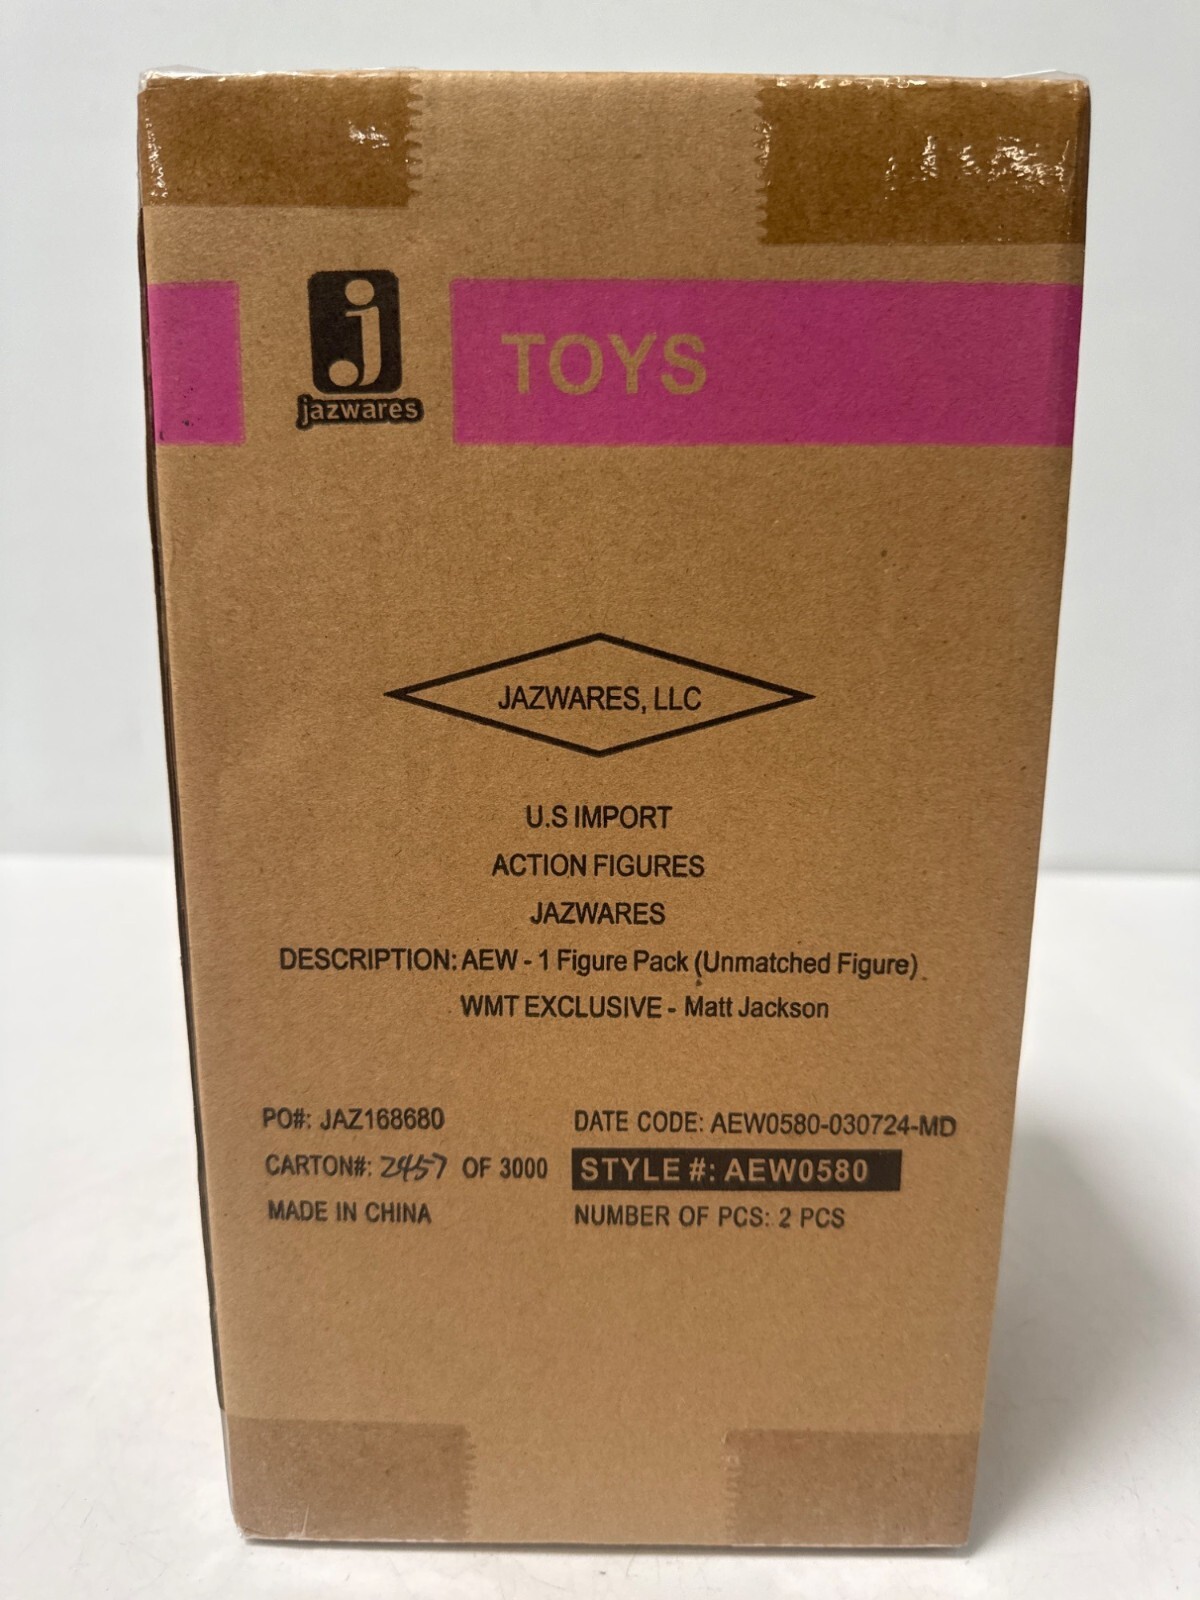 j
jazwares
TOYS
JAZWARES, LLC
U.S IMPORT
ACTION FIGURES
JAZWARES
DESCRIPTION: AEW - 1 Figure Pack (Unmatched Figure)
WMT EXCLUSIVE - Matt Jackson
PO#: JAZ168680
DATE CODE: AEW0580-030724-MD
CARTON#: 2457 OF 3000
STYLE #: AEW0580
MADE IN CHINA
NUMBER OF PCS: 2 PCS